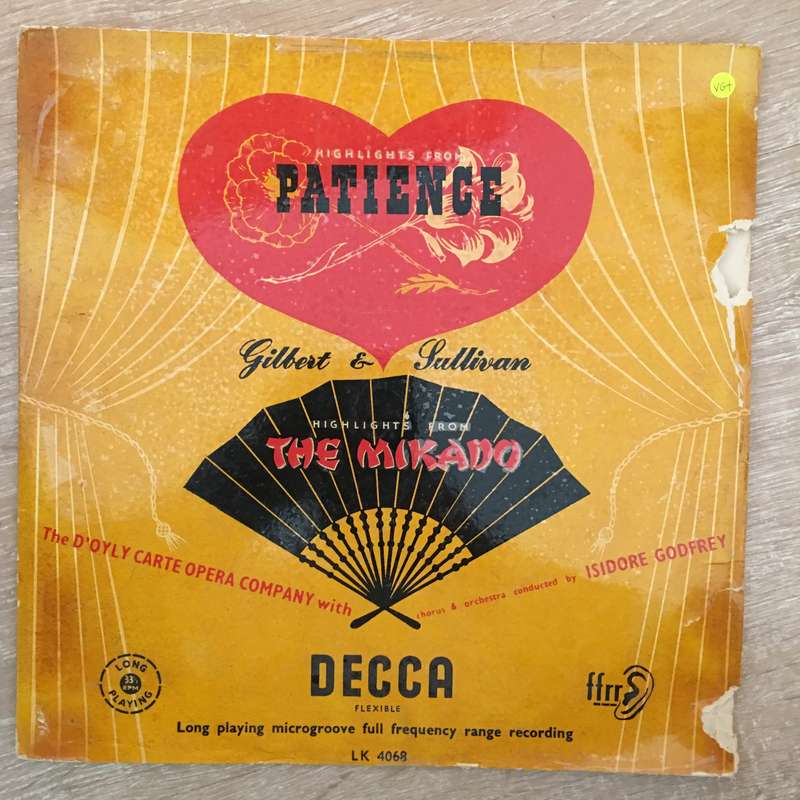 VG+
HIGHLIGHTS FROM
PATIENCE
Gilbert & Sullivan
HIGHLIGHTS FROM
THE MIKADO
The D'OYLY CARTE OPERA COMPANY with chorus & orchestra conducted by ISIDORE GODFREY
LONG PLAYING
33⅓ RPM
DECCA
FLEXIBLE
ffrr
Long playing microgroove full frequency range recording
LK 4068